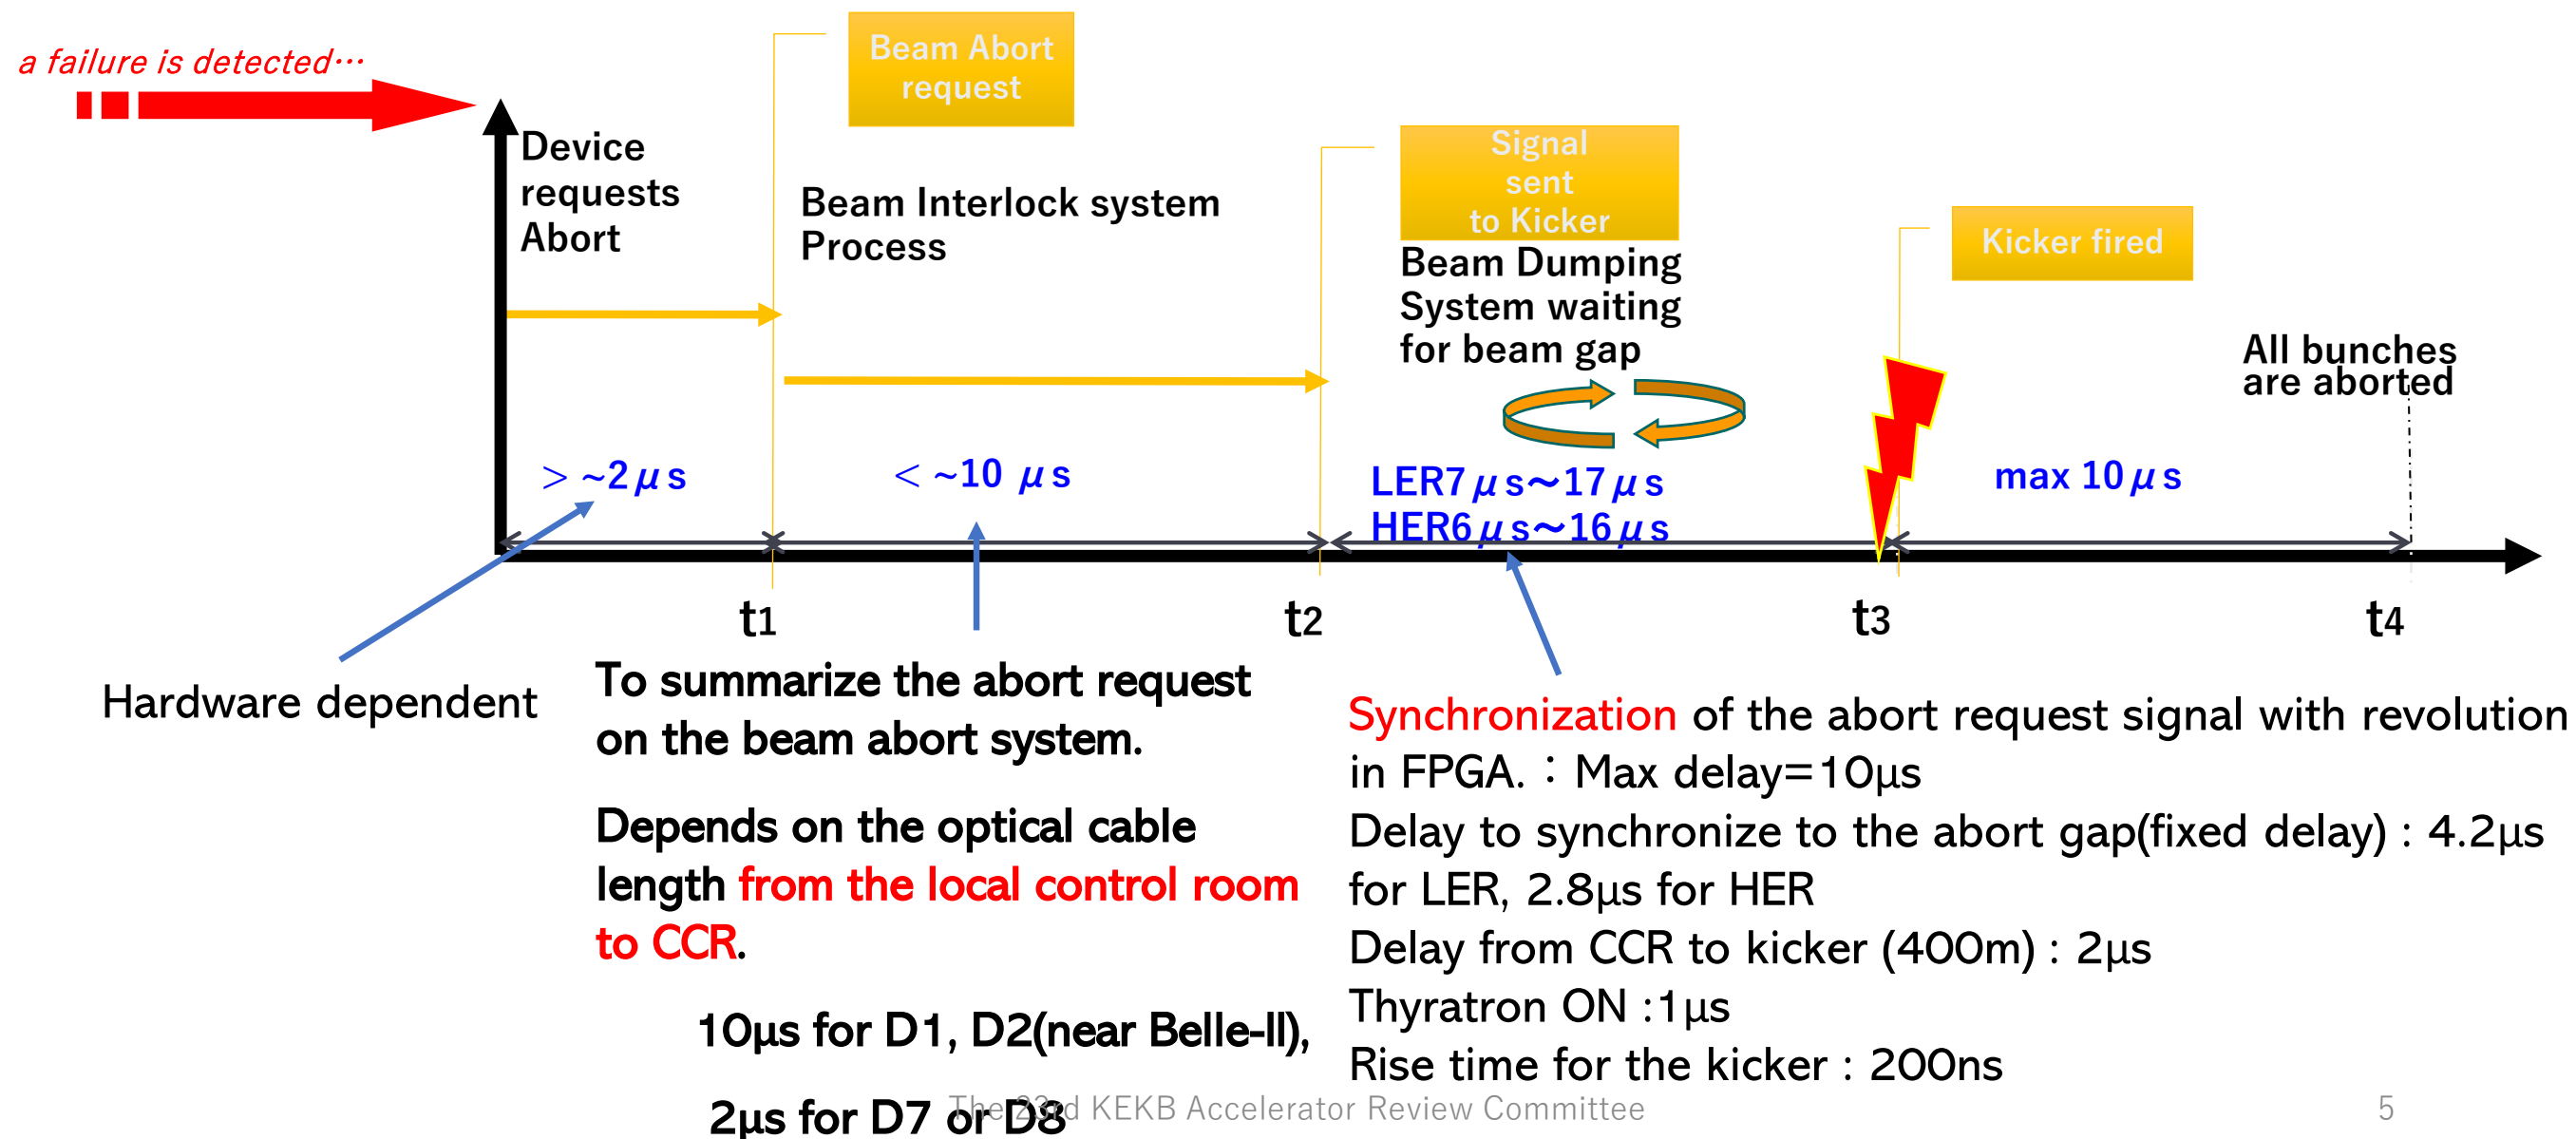 a failure is detected…
Beam Abort
request
Device
requests
Abort
Beam Interlock system
Process
Signal
sent
to Kicker
Beam Dumping
System waiting
for beam gap
Kicker fired
All bunches
are aborted
> ~2μs
< ~10 μs
LER7μs～17μs
HER6μs～16μs
max 10μs
t1
t2
t3
t4
Hardware dependent
To summarize the abort request
on the beam abort system.
Depends on the optical cable
length from the local control room
to CCR.
10μs for D1, D2(near Belle-II),
2μs for D7 or D8
Synchronization of the abort request signal with revolution
in FPGA.：Max delay=10μs
Delay to synchronize to the abort gap(fixed delay) : 4.2μs
for LER, 2.8μs for HER
Delay from CCR to kicker (400m) : 2μs
Thyratron ON :1μs
Rise time for the kicker : 200ns
The 23rd KEKB Accelerator Review Committee
5